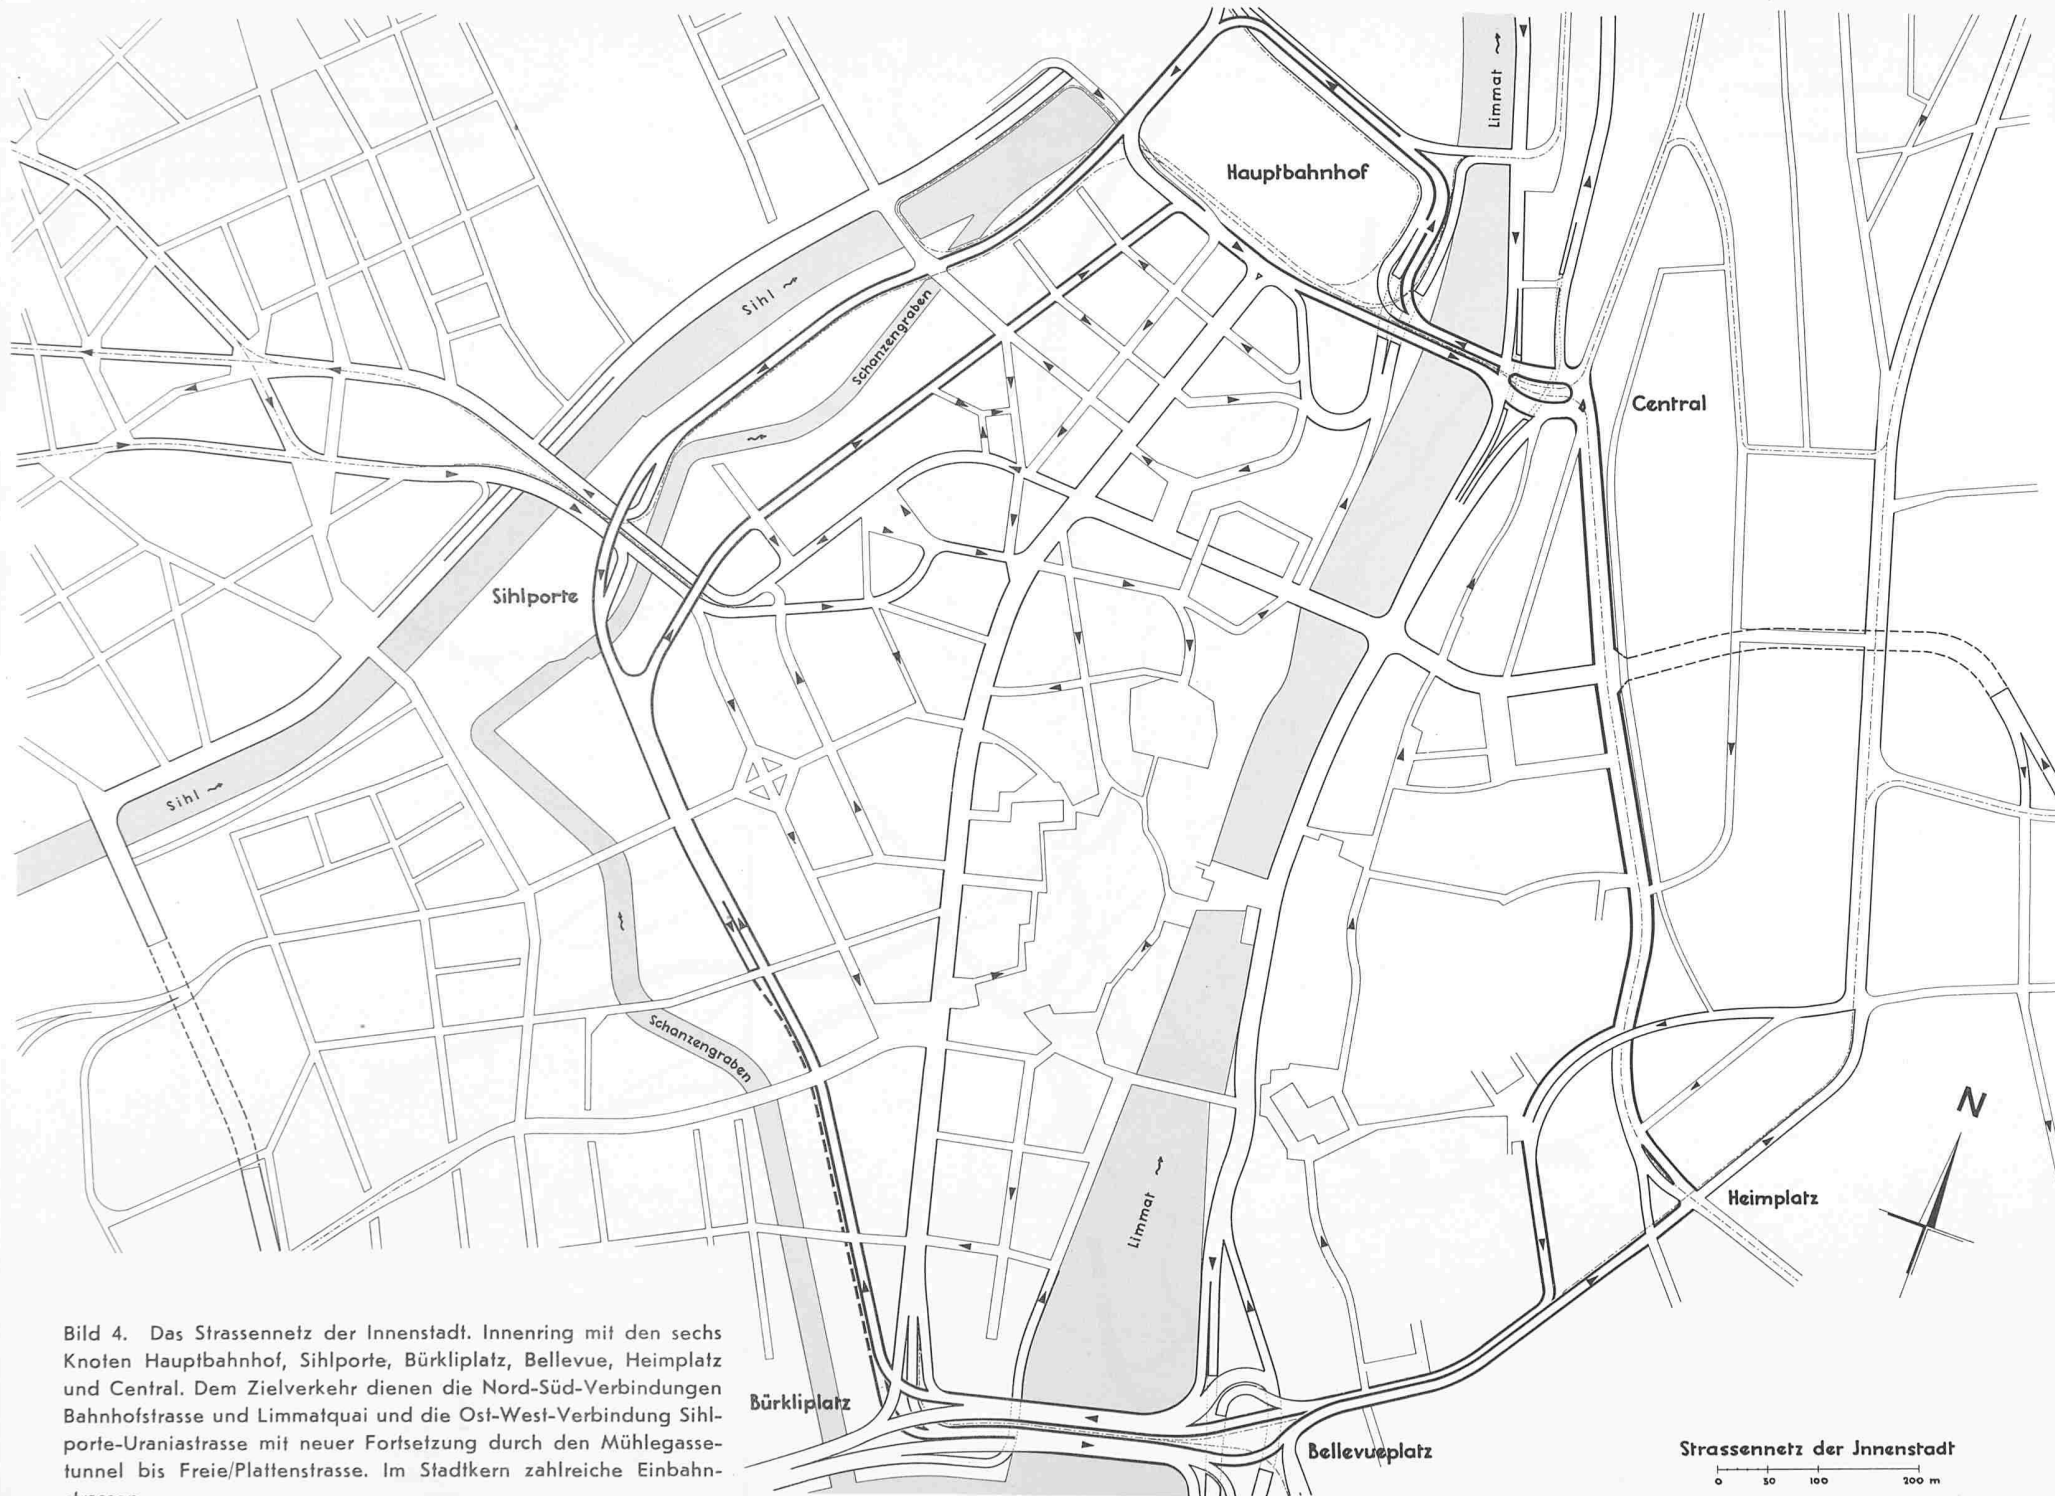 Limmat
Hauptbahnhof
Sihl
Schanzengraben
Central
Sihlporte
Sihl
Schanzengraben
N
Heimplatz
Limmat
Bild 4. Das Strassennetz der Innenstadt. Innenring mit den sechs
Knoten Hauptbahnhof, Sihlporte, Bürkliplatz, Bellevue, Heimplatz
und Central. Dem Zielverkehr dienen die Nord-Süd-Verbindungen
Bahnhofstrasse und Limmatquai und die Ost-West-Verbindung Sihl-
porte-Uraniastrasse mit neuer Fortsetzung durch den Mühlegasse-
tunnel bis Freie/Plattenstrasse. Im Stadtkern zahlreiche Einbahn-
Bürkliplatz
Bellevueplatz
Strassennetz der Jnnenstadt
0 50 100 200 m